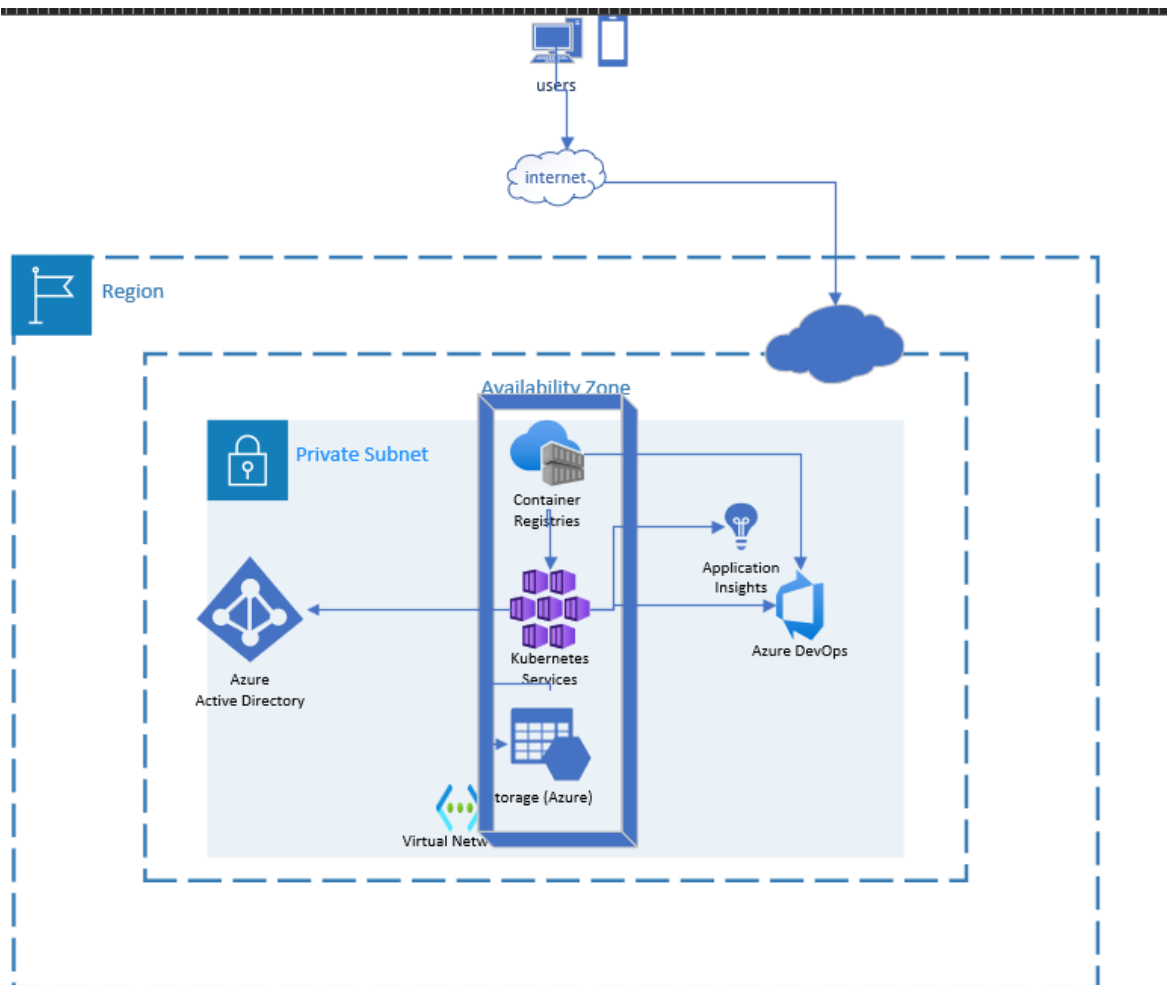 users
internet
Region
Availability Zone
Private Subnet
Container
Registries
Application
Insights
Kubernetes
Services
Azure DevOps
Azure
Active Directory
torage (Azure)
Virtual Netw